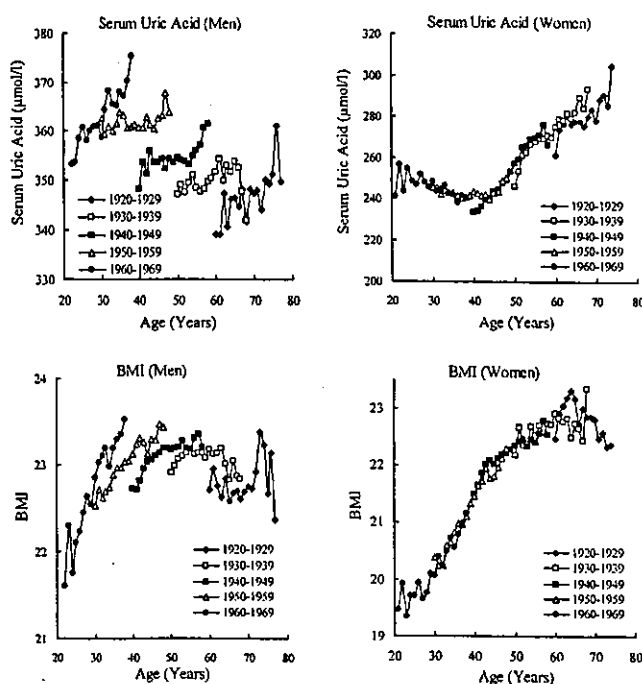 Serum Uric Acid (Men)
Serum Uric Acid (µmol/l)
380
370
360
350
340
330
1920-1929
1930-1939
1940-1949
1950-1959
1960-1969
20 30 40 50 60 70 80
Age (Years)
Serum Uric Acid (Women)
Serum Uric Acid (µmol/l)
320
300
280
260
240
220
200
1920-1929
1930-1939
1940-1949
1950-1959
1960-1969
20 30 40 50 60 70 80
Age (Years)
BMI (Men)
BMI
24
23
22
21
1920-1929
1930-1939
1940-1949
1950-1959
1960-1969
20 30 40 50 60 70 80
Age (Years)
BMI (Women)
BMI
23
22
21
20
19
1920-1929
1930-1939
1940-1949
1950-1959
1960-1969
20 30 40 50 60 70 80
Age (Years)